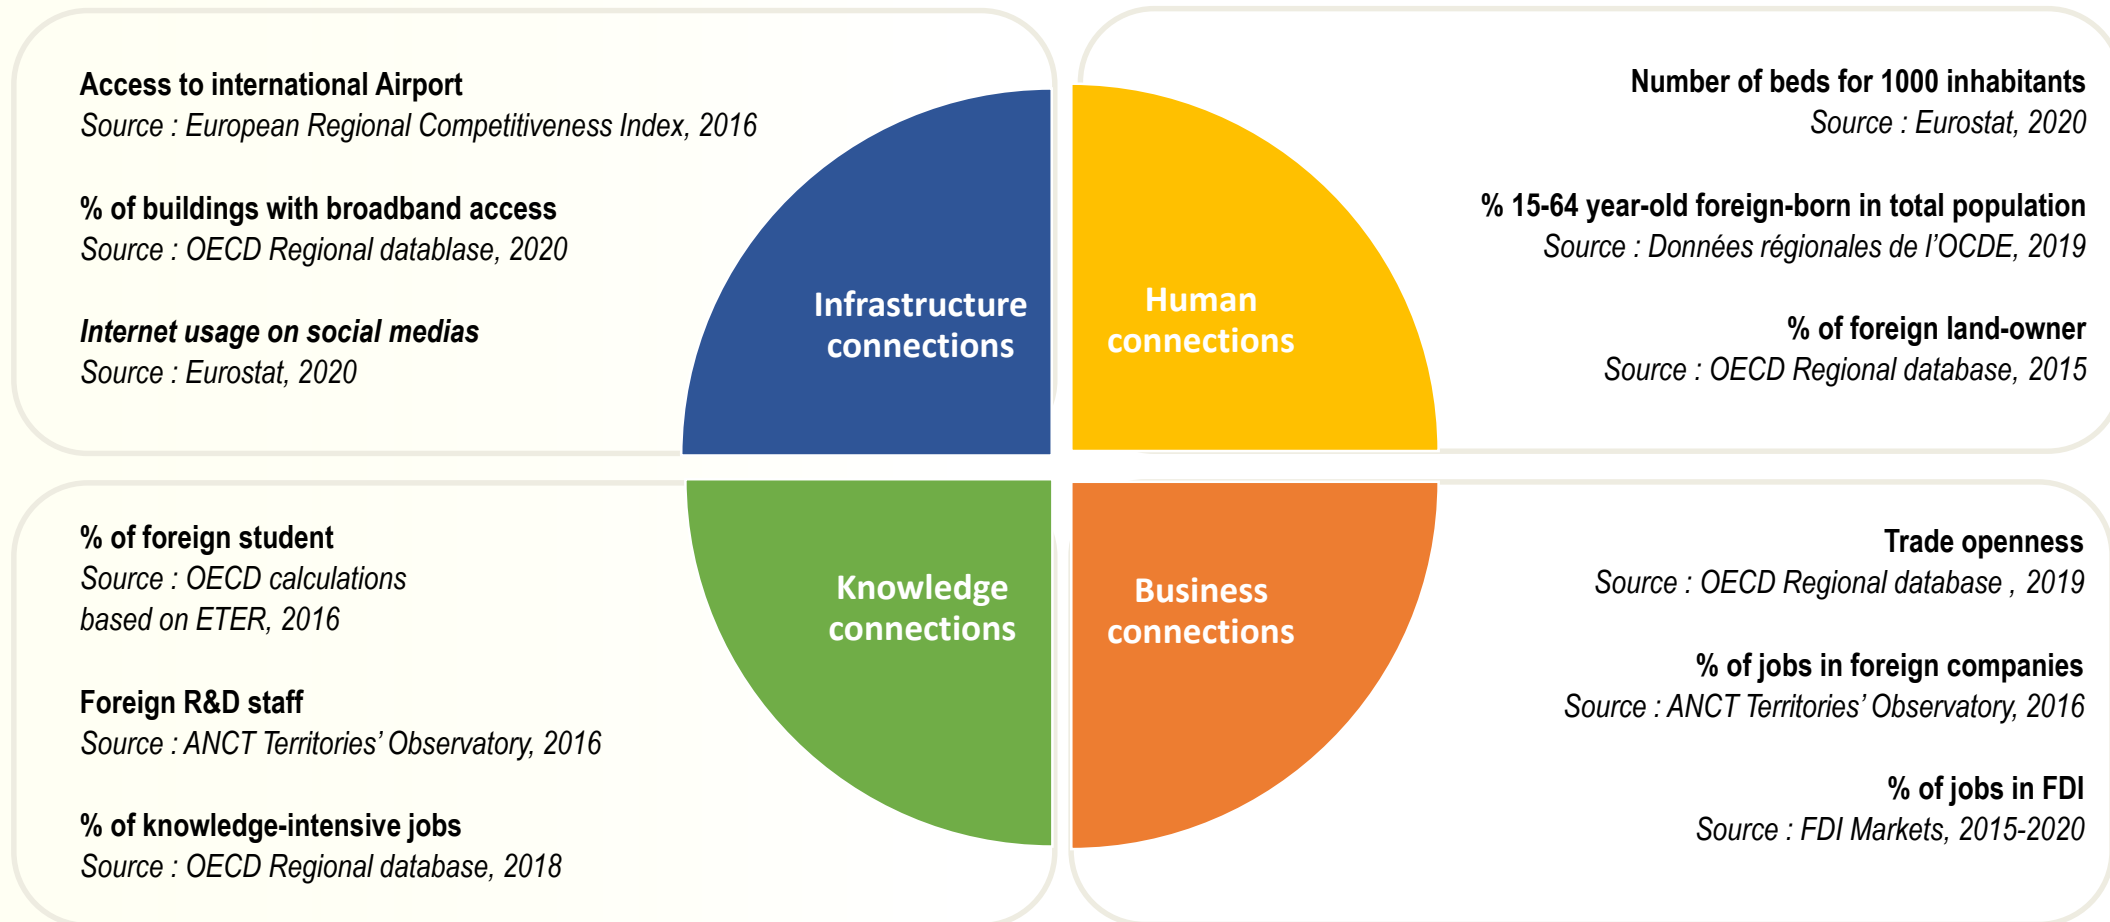 Access to international Airport
Source : European Regional Competitiveness Index, 2016
% of buildings with broadband access
Source : OECD Regional datablase, 2020
Internet usage on social medias
Source : Eurostat, 2020
Infrastructure
connections
Number of beds for 1000 inhabitants
Source : Eurostat, 2020
% 15-64 year-old foreign-born in total population
Source : Données régionales de l’OCDE, 2019
% of foreign land-owner
Source : OECD Regional database, 2015
Human
connections
% of foreign student
Source : OECD calculations
based on ETER, 2016
Foreign R&D staff
Source : ANCT Territories’ Observatory, 2016
% of knowledge-intensive jobs
Source : OECD Regional database, 2018
Knowledge
connections
Business
connections
Trade openness
Source : OECD Regional database , 2019
% of jobs in foreign companies
Source : ANCT Territories’ Observatory, 2016
% of jobs in FDI
Source : FDI Markets, 2015-2020